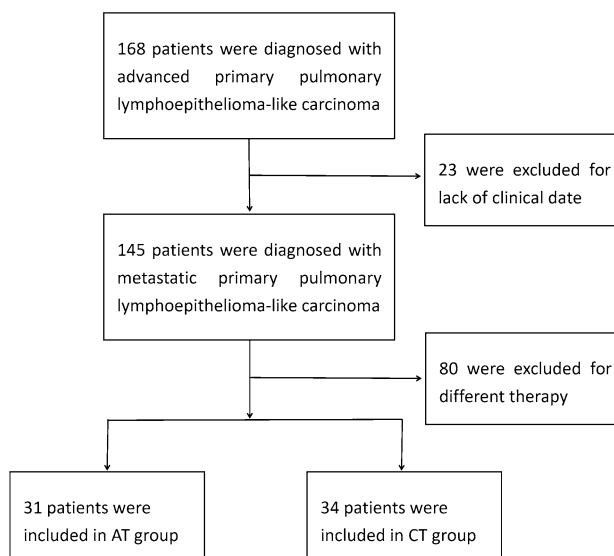 168 patients were diagnosed with
advanced primary pulmonary
lymphoepithelioma-like carcinoma
23 were excluded for
lack of clinical date
145 patients were diagnosed with
metastatic primary pulmonary
lymphoepithelioma-like carcinoma
80 were excluded for
different therapy
31 patients were
included in AT group
34 patients were
included in CT group